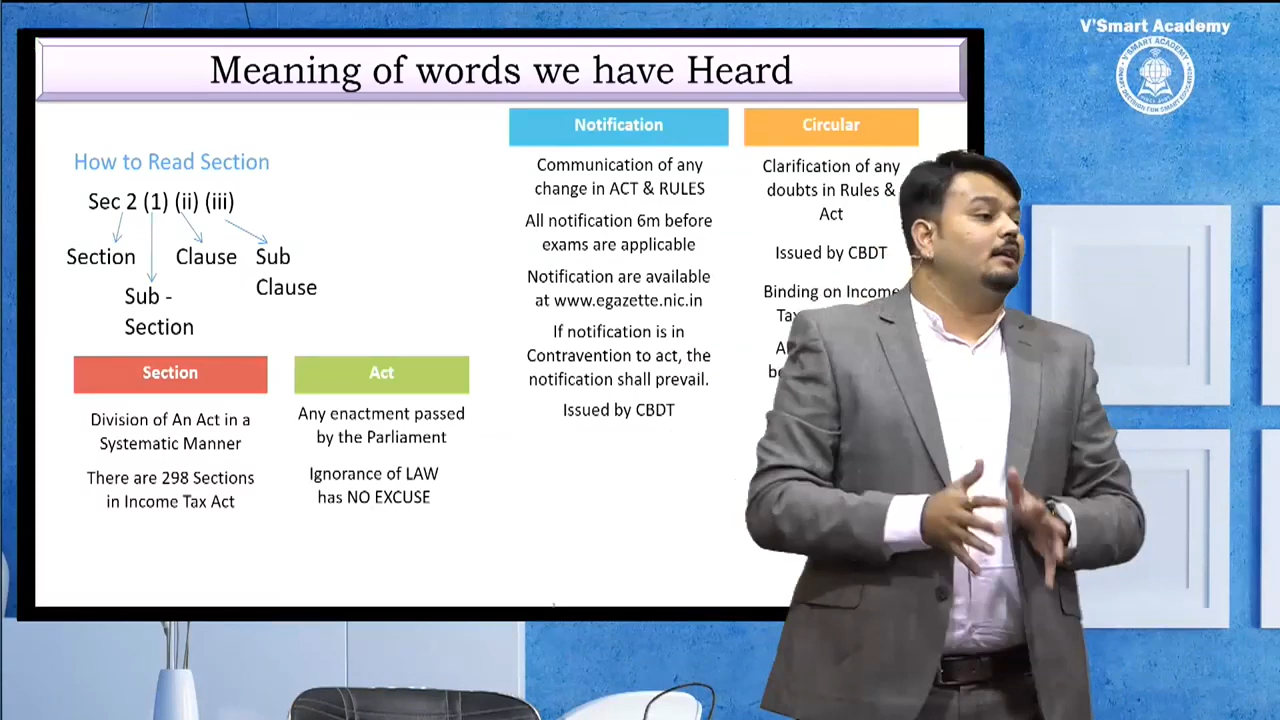 V'Smart Academy
Meaning of words we have Heard
How to Read Section
Sec 2 (1) (ii) (iii)
Section
Clause
Sub
Clause
Sub -
Section
Section
Division of An Act in a
Systematic Manner
There are 298 Sections
in Income Tax Act
Act
Any enactment passed
by the Parliament
Ignorance of LAW
has NO EXCUSE
Notification
Communication of any
change in ACT & RULES
All notification 6m before
exams are applicable
Notification are available
at www.egazette.nic.in
If notification is in
Contravention to act, the
notification shall prevail.
Issued by CBDT
Circular
Clarification of any
doubts in Rules &
Act
Issued by CBDT
Binding on Income